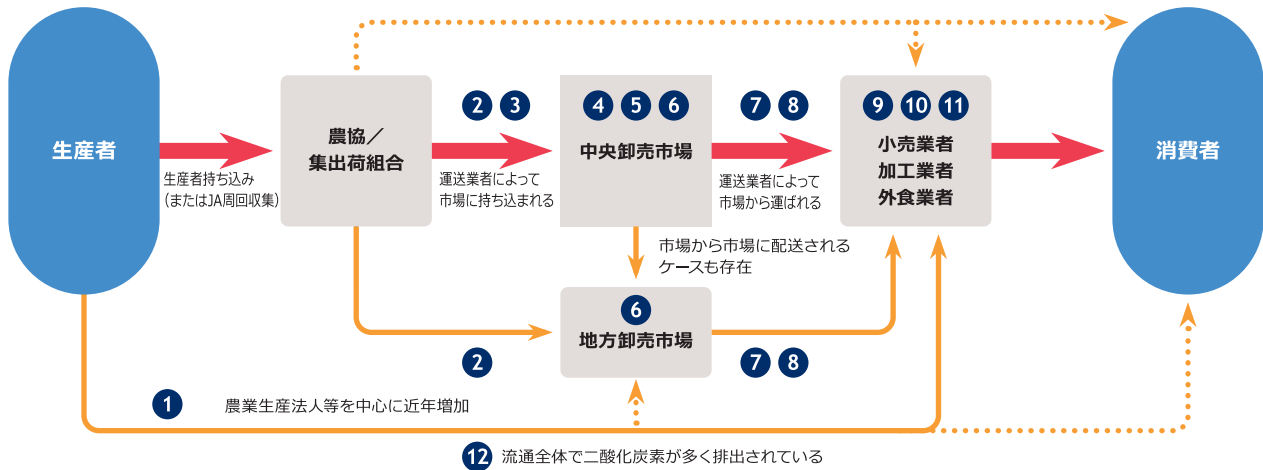 生産者
生産者持ち込み
（またはJA周回収集）
農協／
集出荷組合
2 3
運送業者によって
市場に持ち込まれる
4 5 6
中央卸売市場
7 8
運送業者によって
市場から運ばれる
9 10 11
小売業者
加工業者
外食業者
消費者
市場から市場に配送される
ケースも存在
6
地方卸売市場
2
7 8
1 農業生産法人等を中心に近年増加
12 流通全体で二酸化炭素が多く排出されている